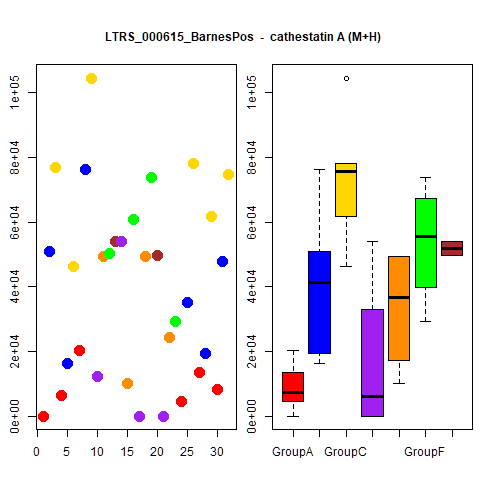 LTRS_000615_BarnesPos - cathestatin A (M+H)
0e+00 2e+04 4e+04 6e+04 8e+04 1e+05
0 5 10 15 20 25 30
0e+00 2e+04 4e+04 6e+04 8e+04 1e+05
GroupA GroupC GroupF